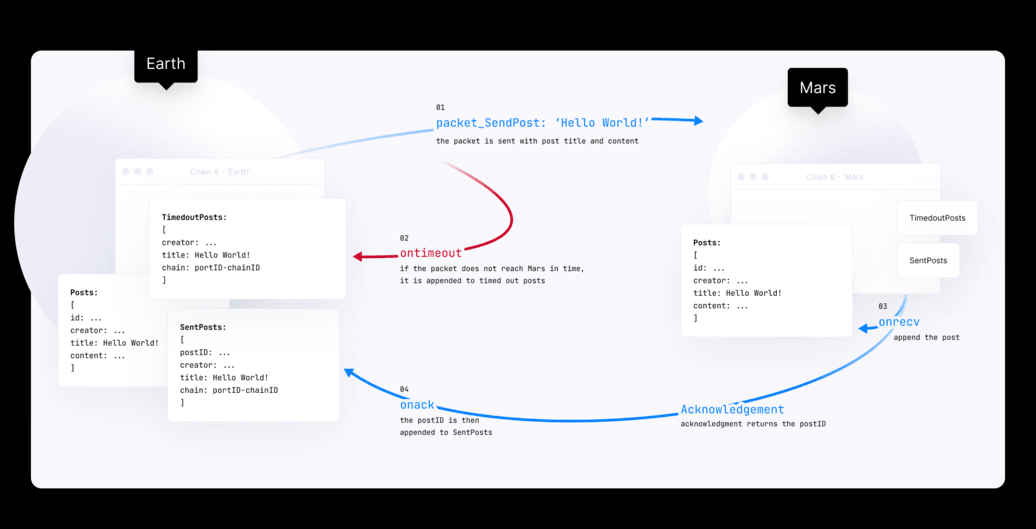 Earth
Mars
01
packet_SendPost: ‘Hello World!’
the packet is sent with post title and content
Chain A - 'Earth'
TimedoutPosts:
[
creator: ...
title: Hello World!
chain: portID-chainID
]
Posts:
[
id: ...
creator: ...
title: Hello World!
content: ...
]
SentPosts:
[
postID: ...
creator: ...
title: Hello World!
chain: portID-chainID
]
02
ontimeout
if the packet does not reach Mars in time,
it is appended to timed out posts
Chain B - 'Mars'
TimedoutPosts
SentPosts
Posts:
[
id: ...
creator: ...
title: Hello World!
content: ...
]
03
onrecv
append the post
04
onack
the postID is then
appended to SentPosts
Acknowledgement
acknowledgment returns the postID